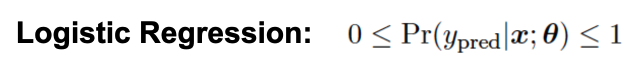 Logistic Regression: 0 ≤ Pr(y_pred|x; θ) ≤ 1